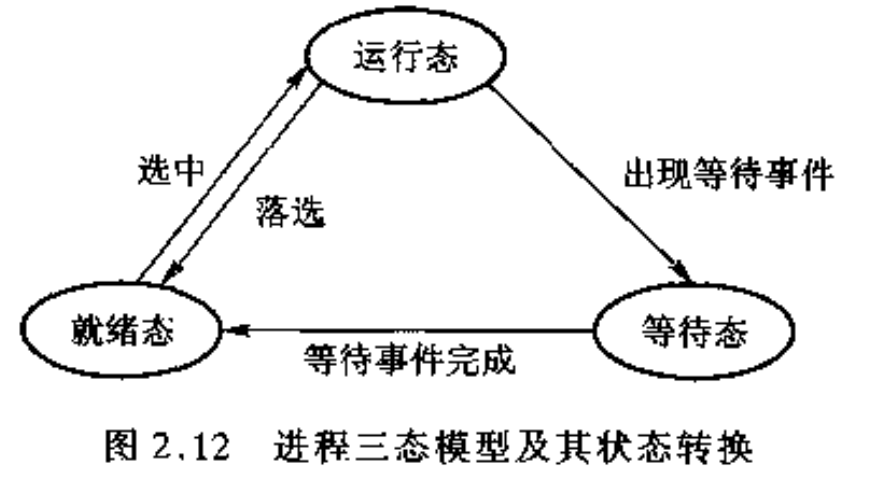 运行态
选中
出现等待事件
落选
就绪态
等待态
等待事件完成
图 2.12 进程三态模型及其状态转换